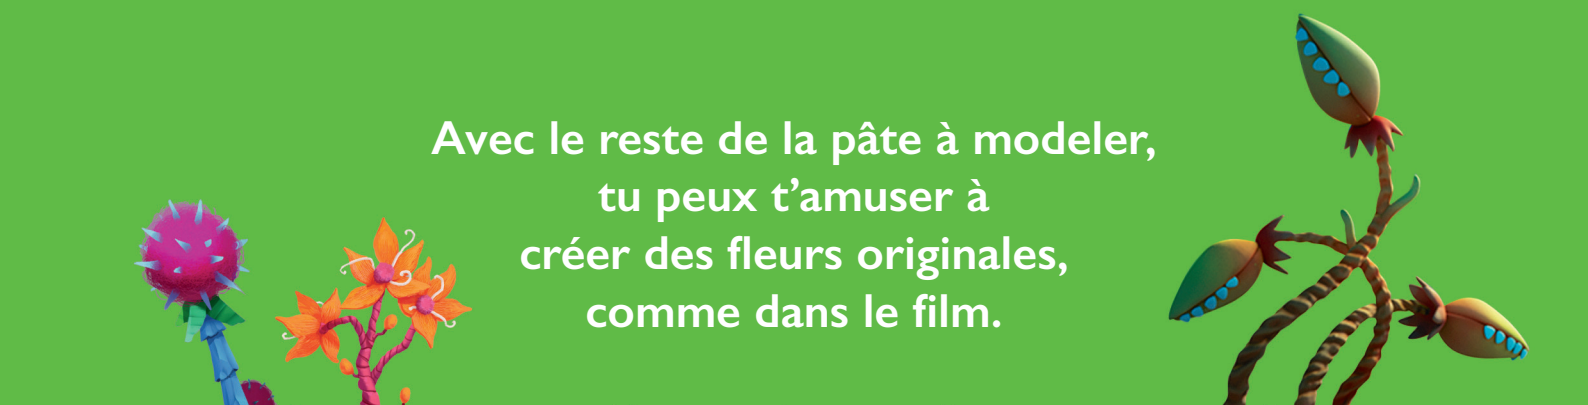 Avec le reste de la pâte à modeler,
tu peux t’amuser à
créer des fleurs originales,
comme dans le film.